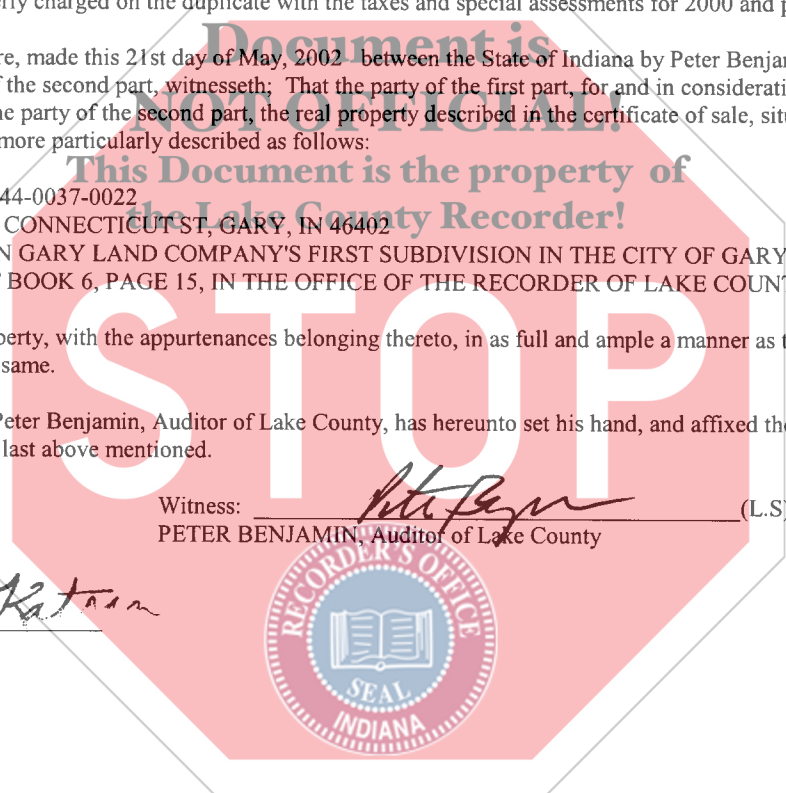 rly charged on the duplicate with the taxes and special assessments for 2000 and p
Document is
re, made this 21st day of May, 2002 between the State of Indiana by Peter Benjam
f the second part, witnesseth; That the party of the first part, for and in considerati
NOT OFFICIAL!
he party of the second part, the real property described in the certificate of sale, situ
more particularly described as follows:
This Document is the property of
44-0037-0022
the Lake County Recorder!
CONNECTICUT ST, GARY, IN 46402
N GARY LAND COMPANY'S FIRST SUBDIVISION IN THE CITY OF GARY
BOOK 6, PAGE 15, IN THE OFFICE OF THE RECORDER OF LAKE COUNT
STOP
perty, with the appurtenances belonging thereto, in as full and ample a manner as t
same.
Peter Benjamin, Auditor of Lake County, has hereunto set his hand, and affixed the
last above mentioned.
Witness: (L.S)
PETER BENJAMIN, Auditor of Lake County
RECORDER'S OFFICE
SEAL
INDIANA